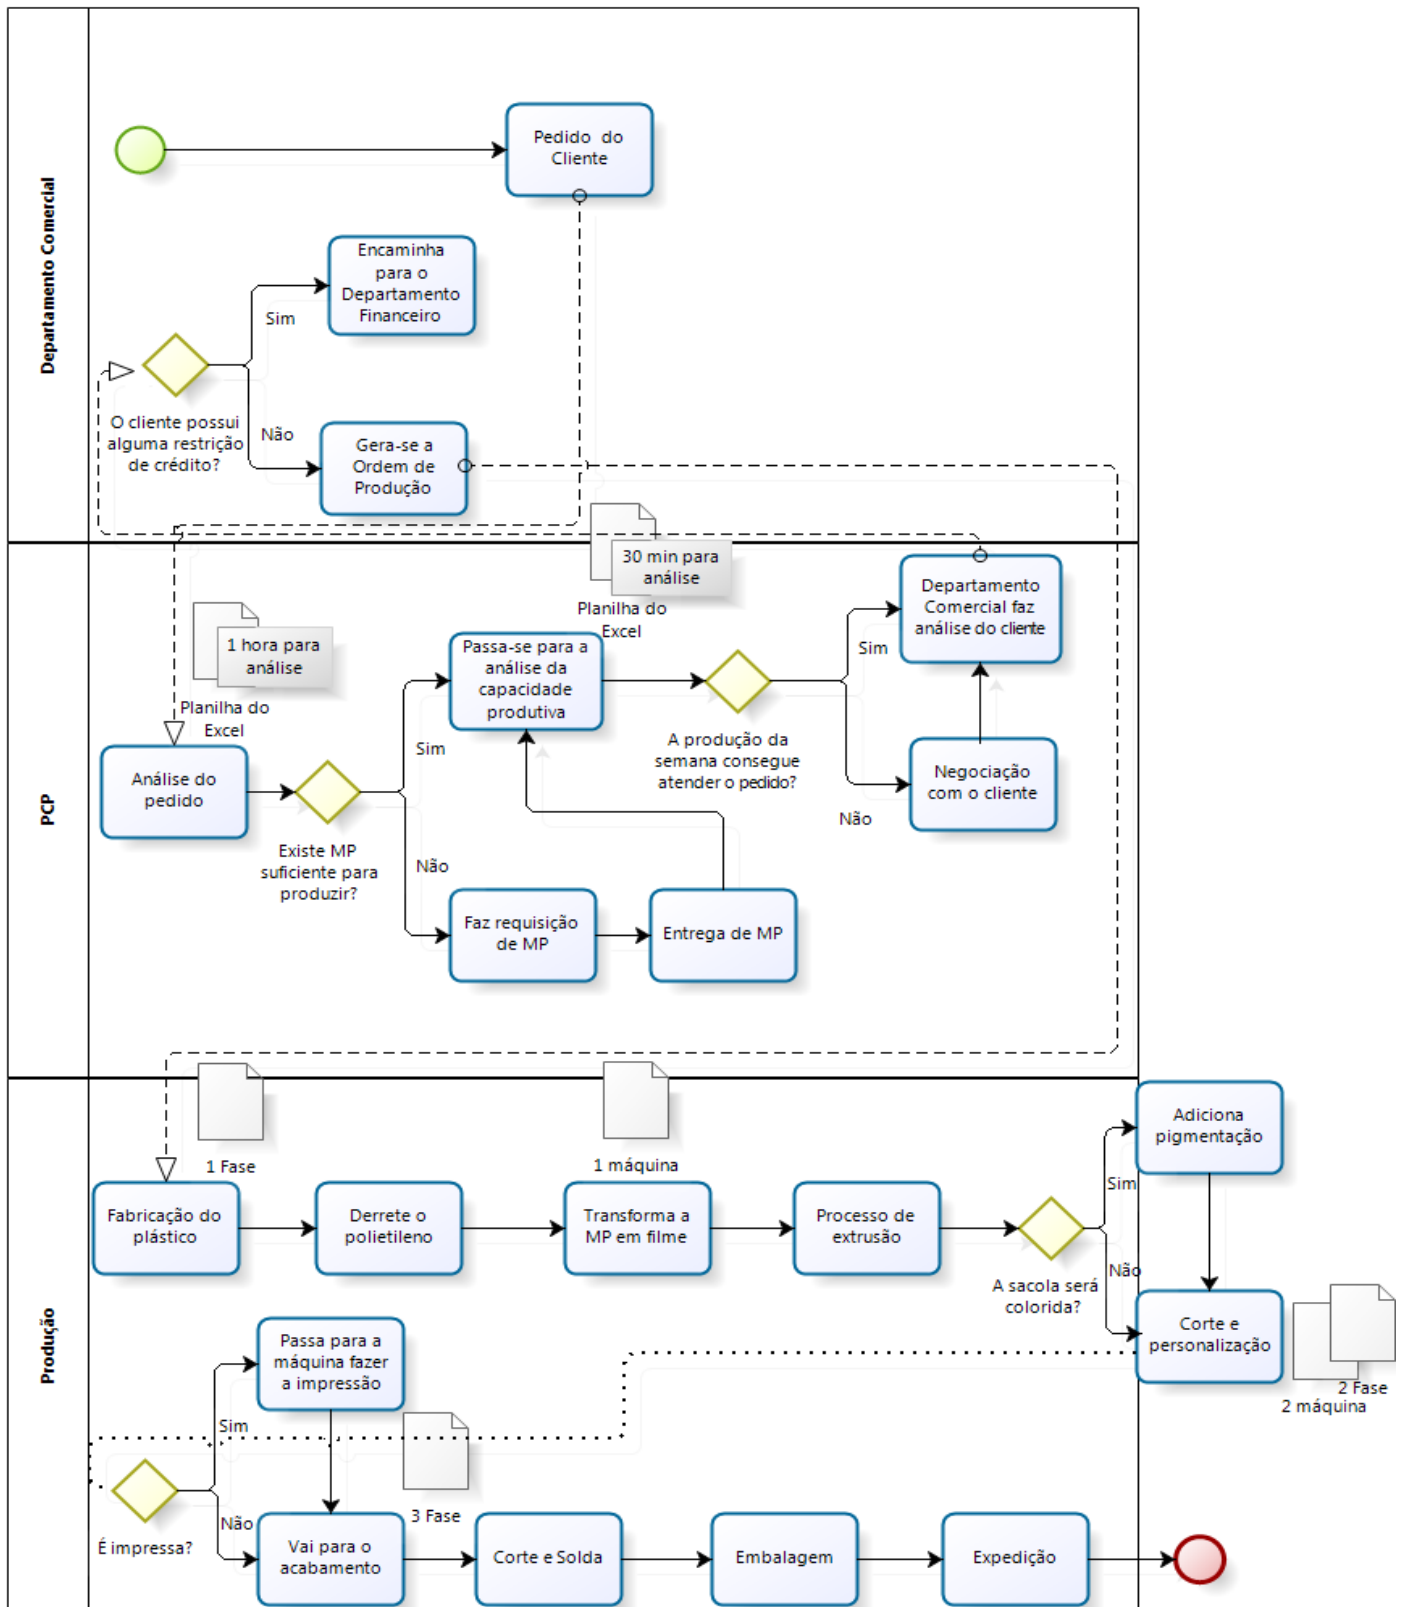 Departamento Comercial
Pedido do
Cliente
Encaminha
para o
Departamento
Financeiro
Sim
O cliente possui
alguma restrição
de crédito?
Não
Gera-se a
Ordem de
Produção
PCP
30 min para
análise
Planilha do
Excel
1 hora para
análise
Planilha do
Excel
Análise do
pedido
Existe MP
suficiente para
produzir?
Sim
Não
Passa-se para a
análise da
capacidade
produtiva
Faz requisição
de MP
Entrega de MP
A produção da
semana consegue
atender o pedido?
Sim
Não
Departamento
Comercial faz
análise do cliente
Negociação
com o cliente
Produção
1 Fase
1 máquina
Fabricação do
plástico
Derrete o
polietileno
Transforma a
MP em filme
Processo de
extrusão
A sacola será
colorida?
Sim
Não
Adiciona
pigmentação
Corte e
personalização
2 Fase
2 máquina
É impressa?
Sim
Não
Passa para a
máquina fazer
a impressão
3 Fase
Vai para o
acabamento
Corte e Solda
Embalagem
Expedição